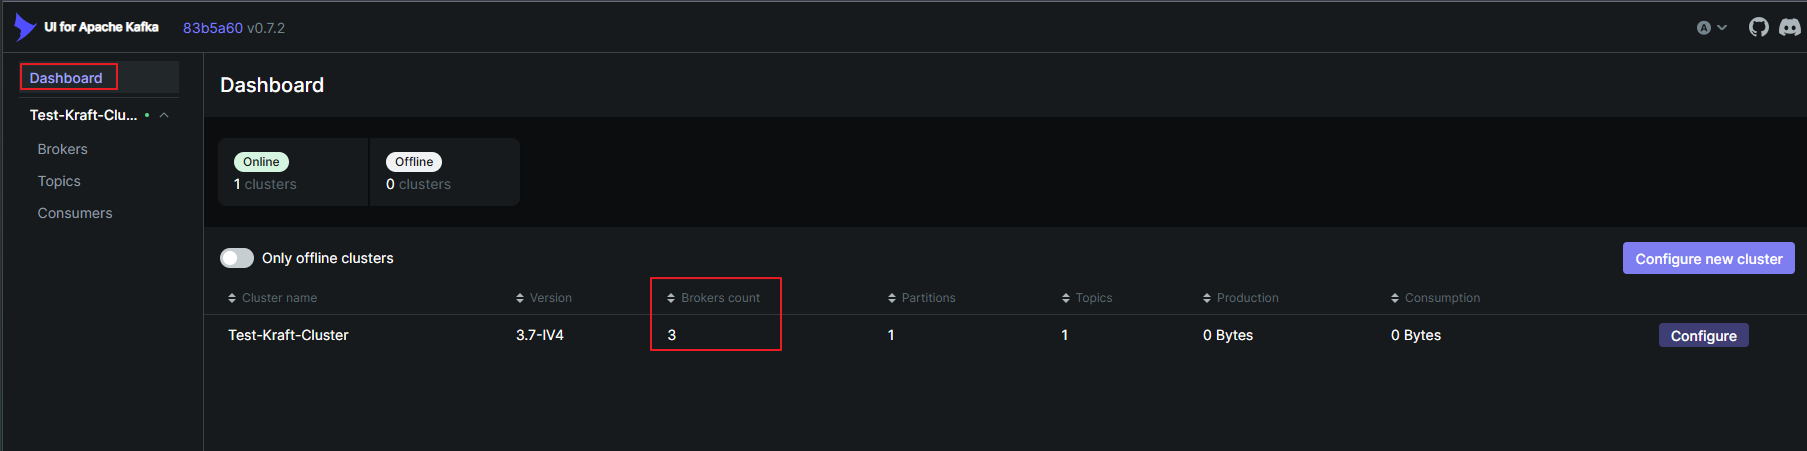 UI for Apache Kafka 83b5a60 v0.7.2 A
Dashboard
Test-Kraft-Clu...
Brokers
Topics
Consumers
Dashboard
Online Offline
1 clusters 0 clusters
Only offline clusters Configure new cluster
Cluster name Version Brokers count Partitions Topics Production Consumption
Test-Kraft-Cluster 3.7-IV4 3 1 1 0 Bytes 0 Bytes Configure